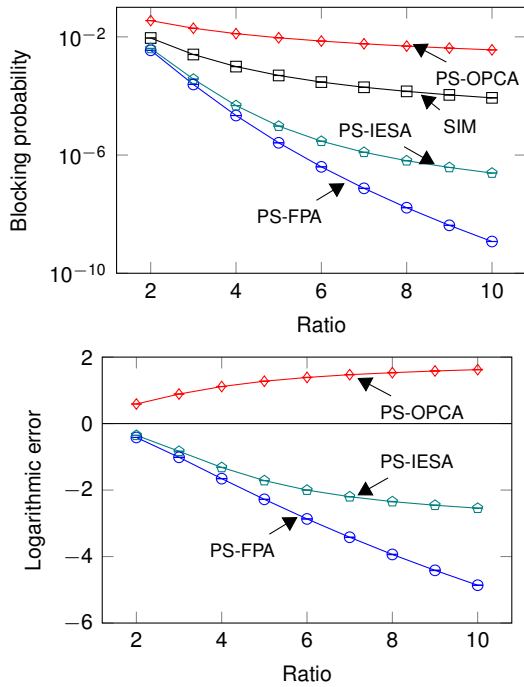 10⁻²
10⁻⁶
10⁻¹⁰
Blocking probability
PS-OPCA
SIM
PS-IESA
PS-FPA
2 4 6 8 10
Ratio
2
0
−2
−4
−6
Logarithmic error
PS-OPCA
PS-IESA
PS-FPA
2 4 6 8 10
Ratio